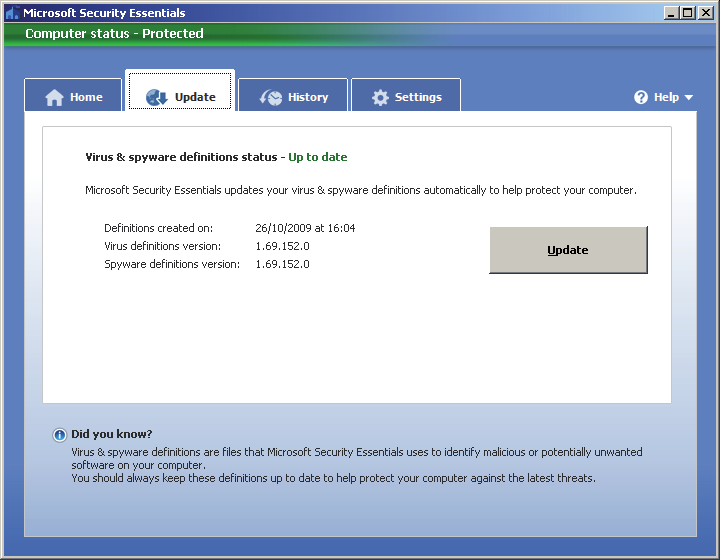 Microsoft Security Essentials
Computer status - Protected
Home
Update
History
Settings
Help
Virus & spyware definitions status - Up to date
Microsoft Security Essentials updates your virus & spyware definitions automatically to help protect your computer.
Definitions created on: 26/10/2009 at 16:04
Virus definitions version: 1.69.152.0
Spyware definitions version: 1.69.152.0
Update
Did you know?
Virus & spyware definitions are files that Microsoft Security Essentials uses to identify malicious or potentially unwanted
software on your computer.
You should always keep these definitions up to date to help protect your computer against the latest threats.